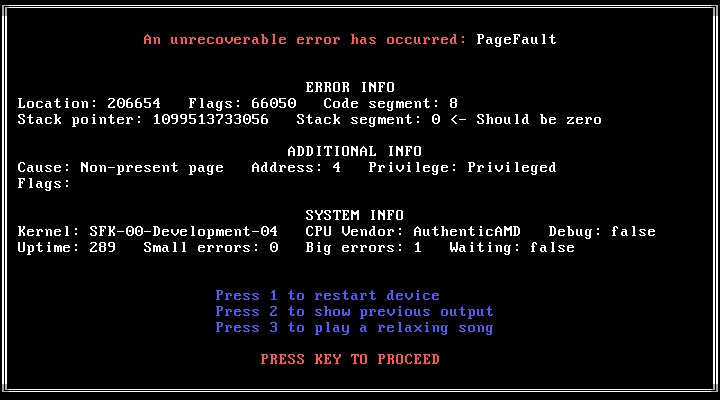 An unrecoverable error has occurred: PageFault
ERROR INFO
Location: 206654   Flags: 66050   Code segment: 8
Stack pointer: 1099513733056   Stack segment: 0 <- Should be zero
ADDITIONAL INFO
Cause: Non-present page   Address: 4   Privilege: Privileged
Flags:
SYSTEM INFO
Kernel: SFK-00-Development-04   CPU Vendor: AuthenticAMD   Debug: false
Uptime: 289   Small errors: 0   Big errors: 1   Waiting: false
Press 1 to restart device
Press 2 to show previous output
Press 3 to play a relaxing song
PRESS KEY TO PROCEED